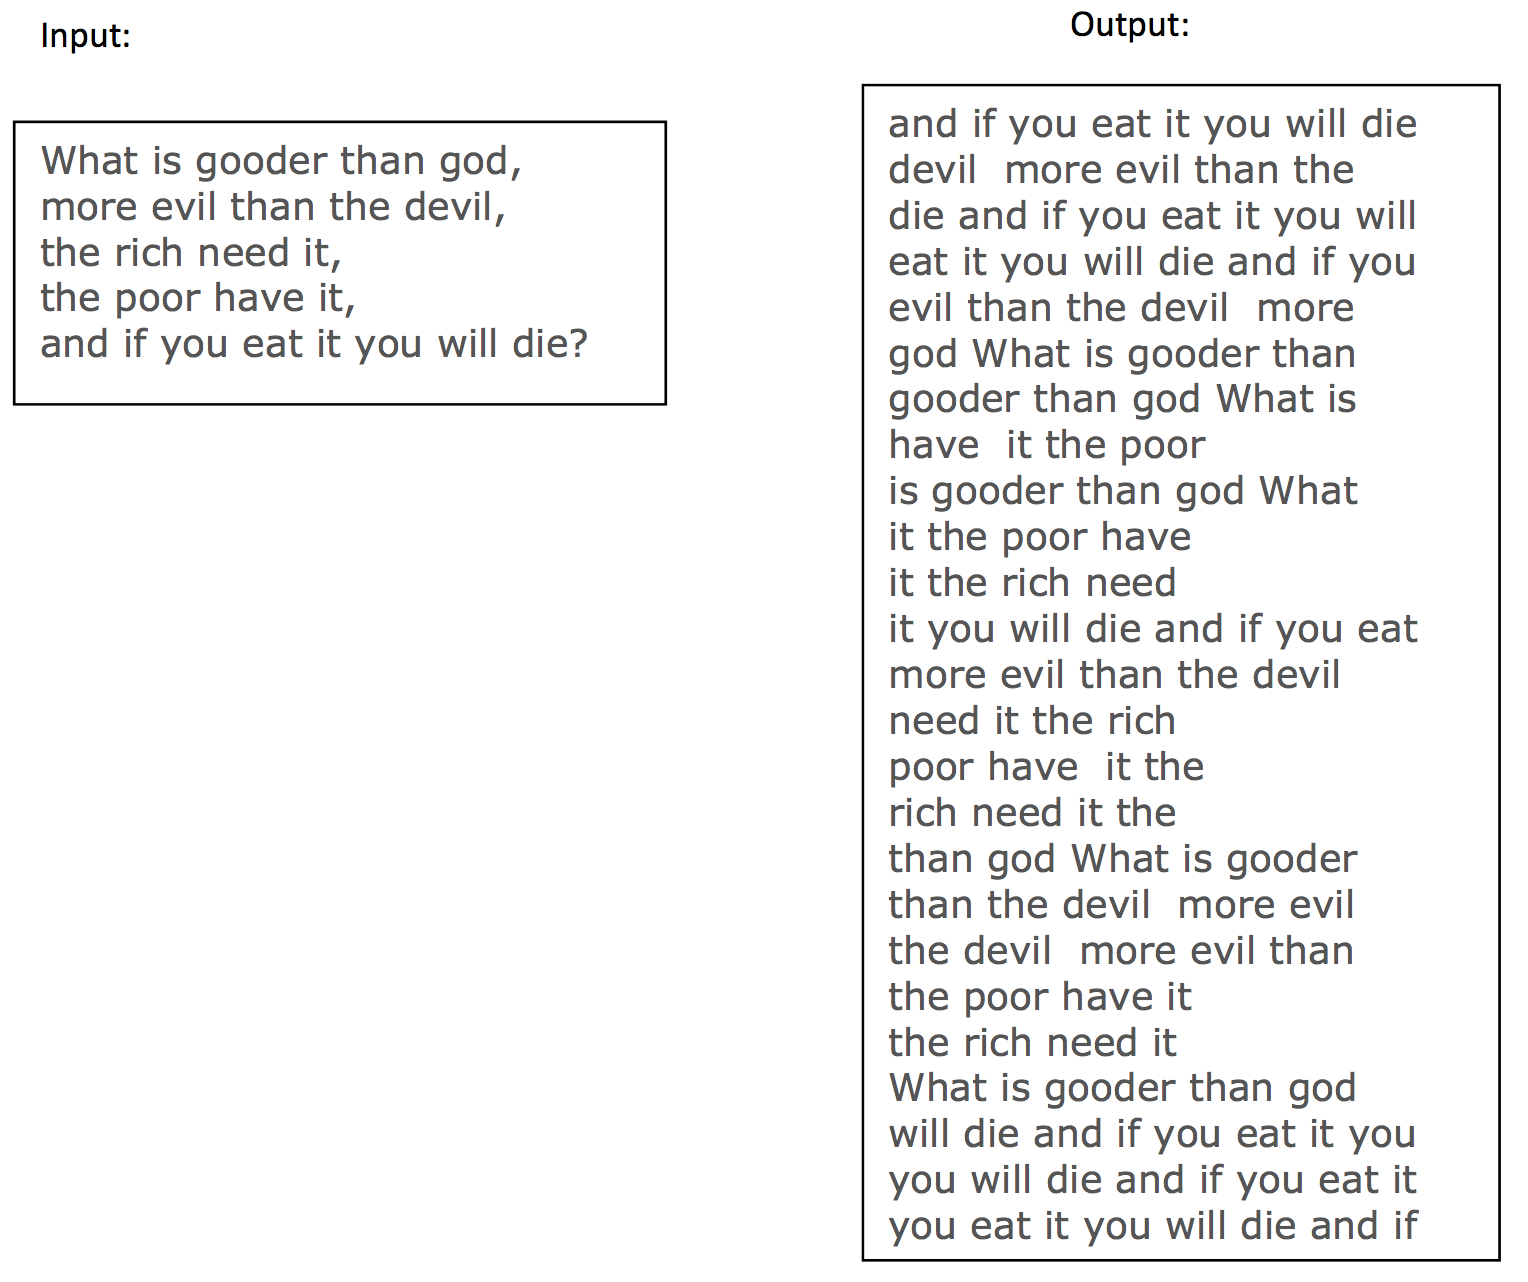 Input:
What is gooder than god,
more evil than the devil,
the rich need it,
the poor have it,
and if you eat it you will die?
Output:
and if you eat it you will die
devil  more evil than the
die and if you eat it you will
eat it you will die and if you
evil than the devil  more
god What is gooder than
gooder than god What is
have  it the poor
is gooder than god What
it the poor have
it the rich need
it you will die and if you eat
more evil than the devil
need it the rich
poor have  it the
rich need it the
than god What is gooder
than the devil  more evil
the devil  more evil than
the poor have it
the rich need it
What is gooder than god
will die and if you eat it you
you will die and if you eat it
you eat it you will die and if